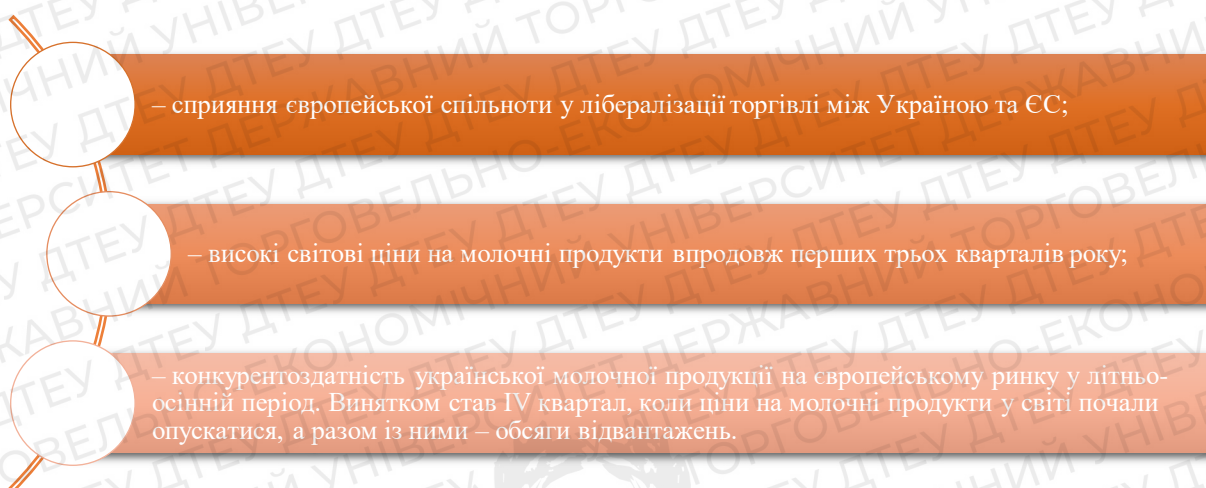 – сприяння європейської спільноти у лібералізації торгівлі між Україною та ЄС;
– високі світові ціни на молочні продукти впродовж перших трьох кварталів року;
– конкурентоздатність української молочної продукції на європейському ринку у літньо-
осінній період. Винятком став IV квартал, коли ціни на молочні продукти у світі почали
опускатися, а разом із ними – обсяги відвантажень.